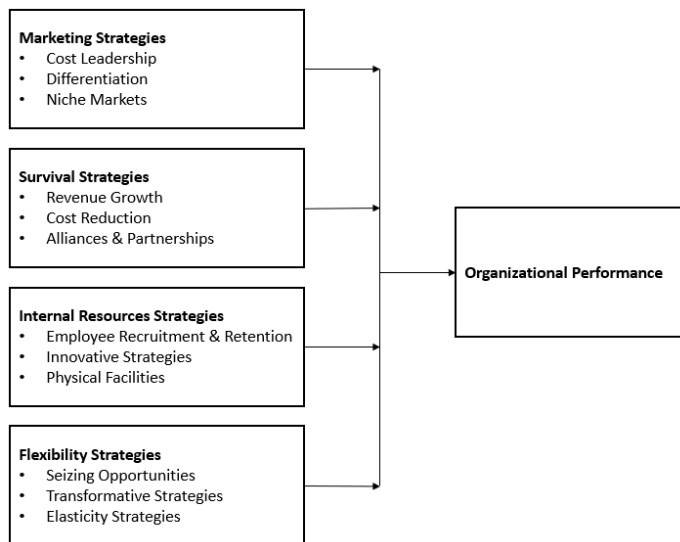 Marketing Strategies
• Cost Leadership
• Differentiation
• Niche Markets
Survival Strategies
• Revenue Growth
• Cost Reduction
• Alliances & Partnerships
Internal Resources Strategies
• Employee Recruitment & Retention
• Innovative Strategies
• Physical Facilities
Flexibility Strategies
• Seizing Opportunities
• Transformative Strategies
• Elasticity Strategies
Organizational Performance